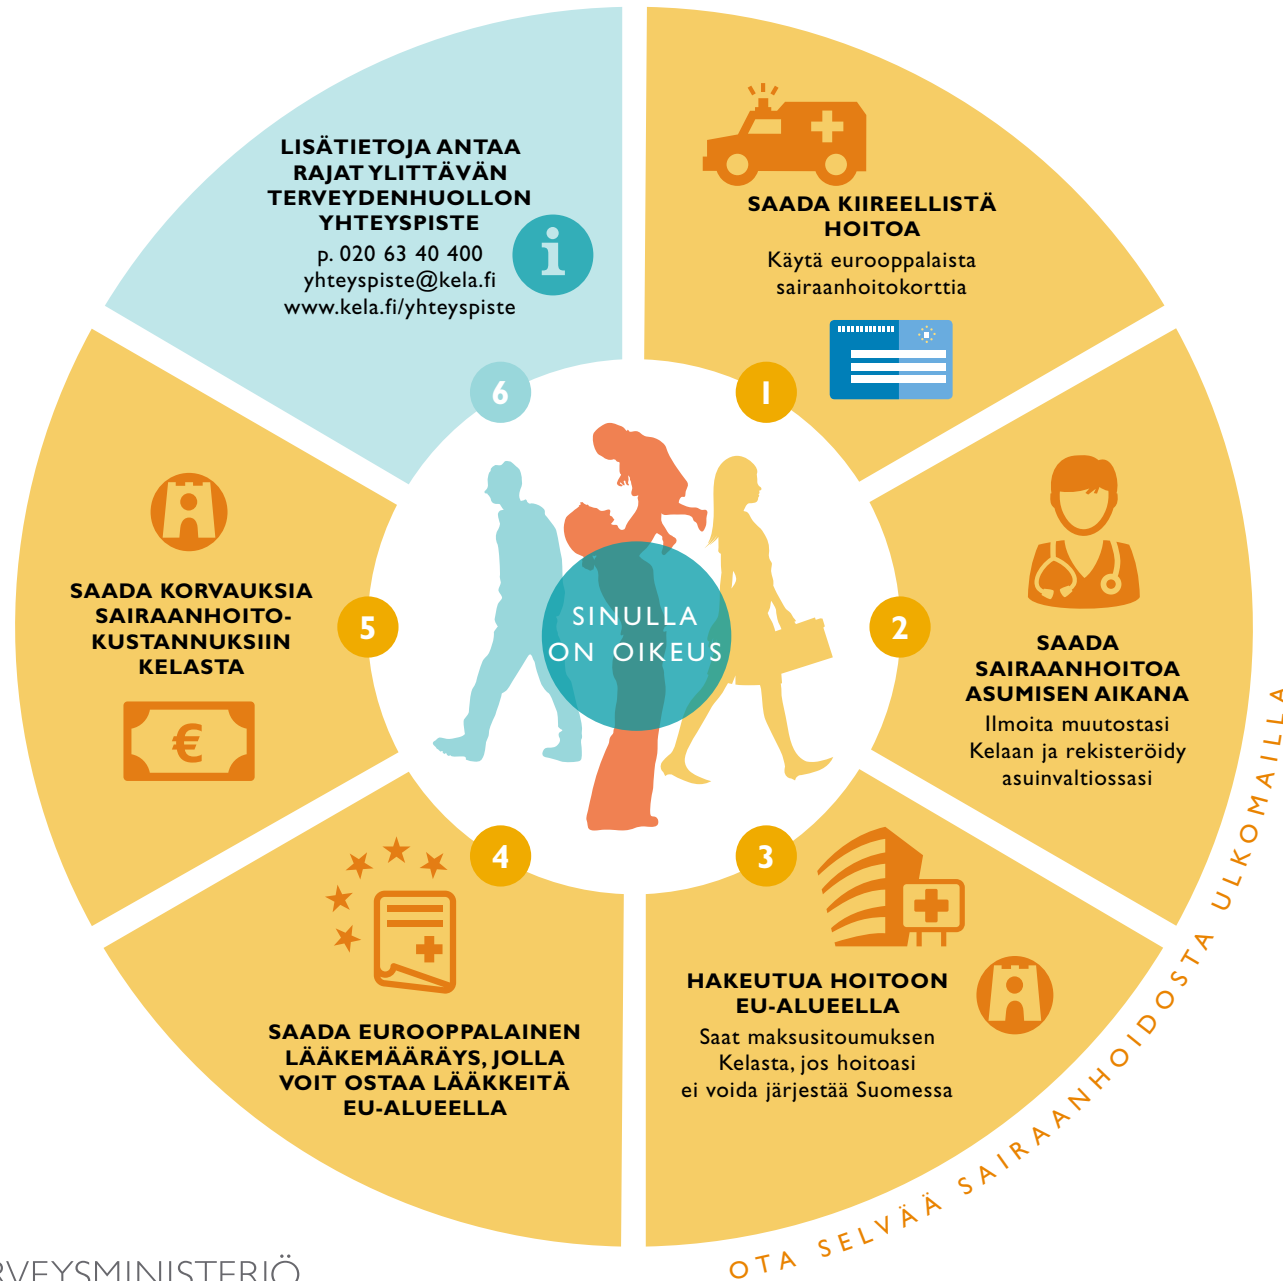 SAADA KIIREELLISTÄ
HOITOA
Käytä eurooppalaista
sairaanhoitokorttia
1
2
SAADA
SAIRAANHOITOA
ASUMISEN AIKANA
Ilmoita muutostasi
Kelaan ja rekisteröidy
asuinvaltiossasi
3
HAKEUTUA HOITOON
EU-ALUEELLA
Saat maksusitoumuksen
Kelasta, jos hoitoasi
ei voida järjestää Suomessa
4
SAADA EUROOPPALAINEN
LÄÄKEMÄÄRÄYS, JOLLA
VOIT OSTAA LÄÄKKEITÄ
EU-ALUEELLA
5
SAADA KORVAUKSIA
SAIRAANHOITO-
KUSTANNUKSIIN
KELASTA
€
6
LISÄTIETOJA ANTAA
RAJAT YLITTÄVÄN
TERVEYDENHUOLLON
YHTEYSPISTE
p. 020 63 40 400
yhteyspiste@kela.fi
www.kela.fi/yhteyspiste
i
SINULLA
ON OIKEUS
OTA SELVÄÄ SAIRAANHOIDOSTA ULKOMAILLA
RVEYSMINISTERIÖ